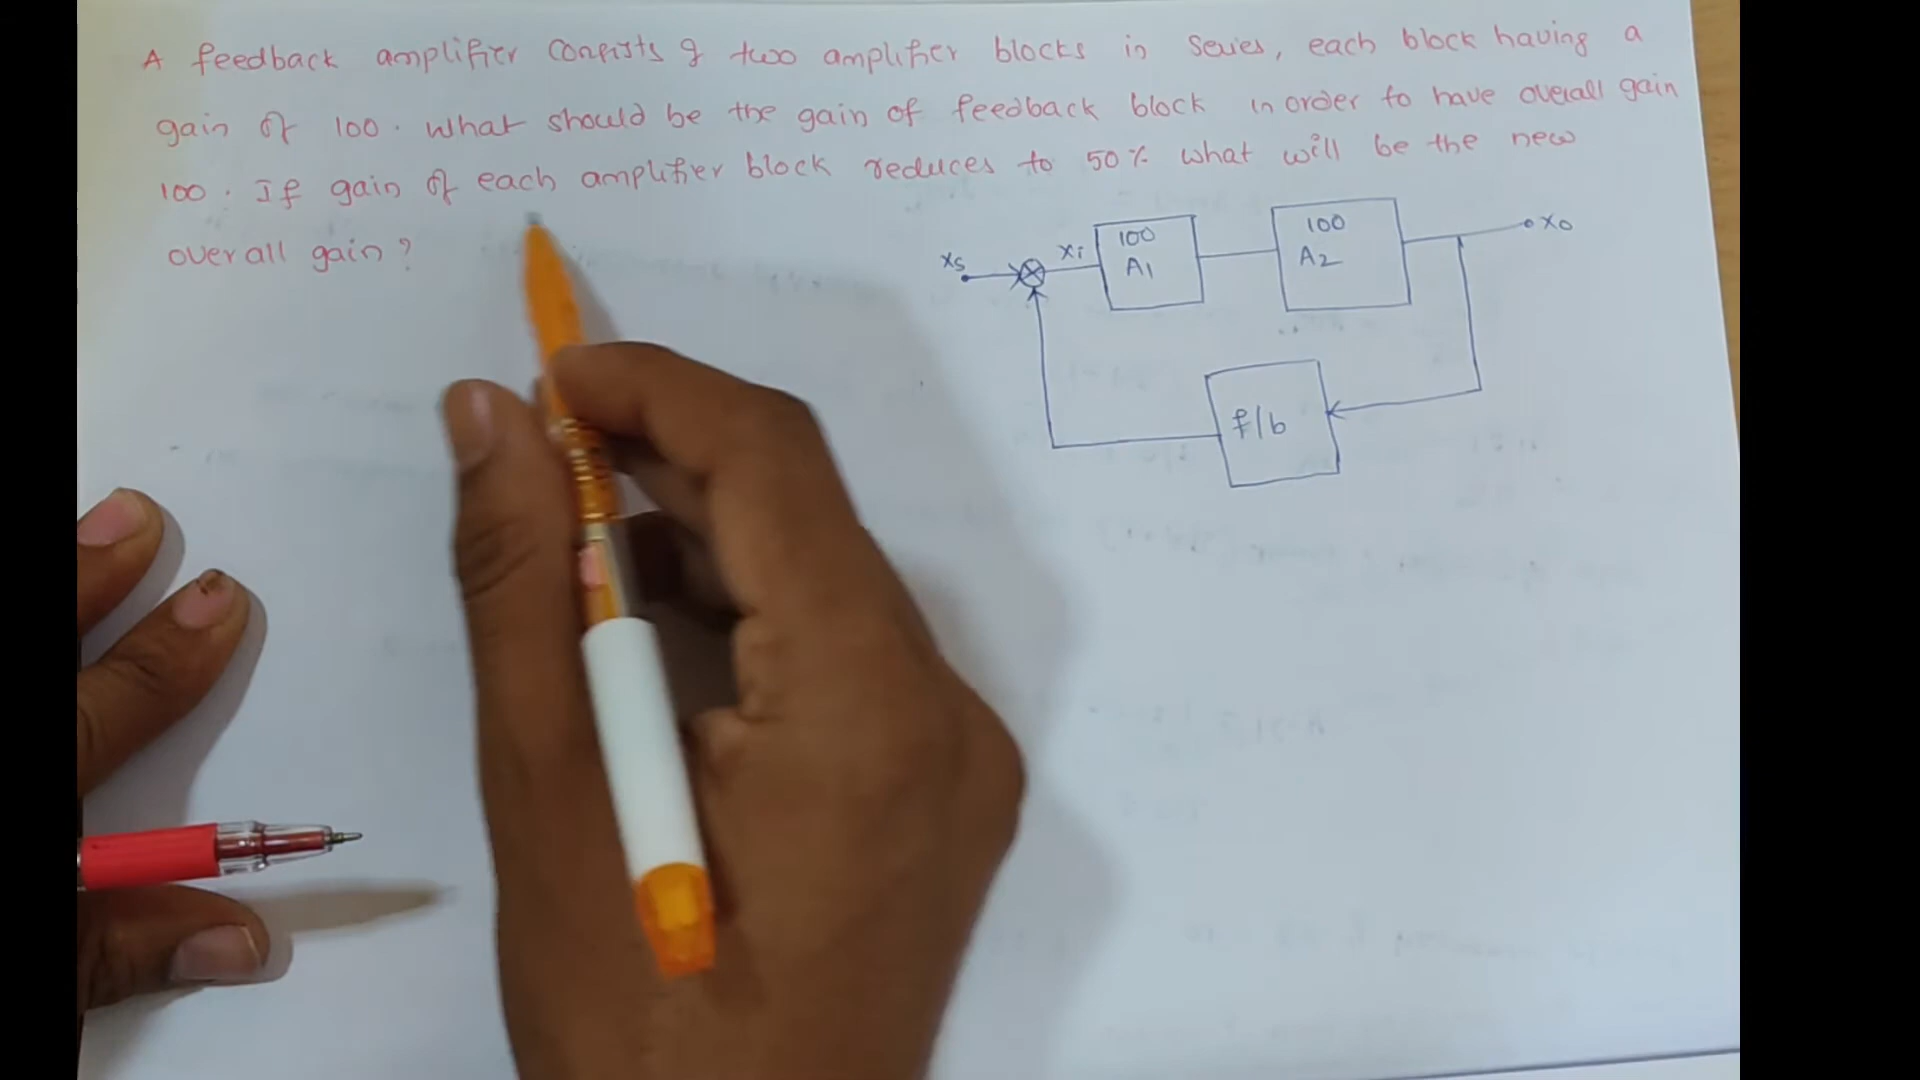 A feedback amplifier consists of two amplifier blocks in series, each block having a
gain of 100. What should be the gain of feedback block in order to have overall gain
100. If gain of each amplifier block reduces to 50% what will be the new
overall gain?
100
100
Xo
Xs
Xi
A1
A2
f/b